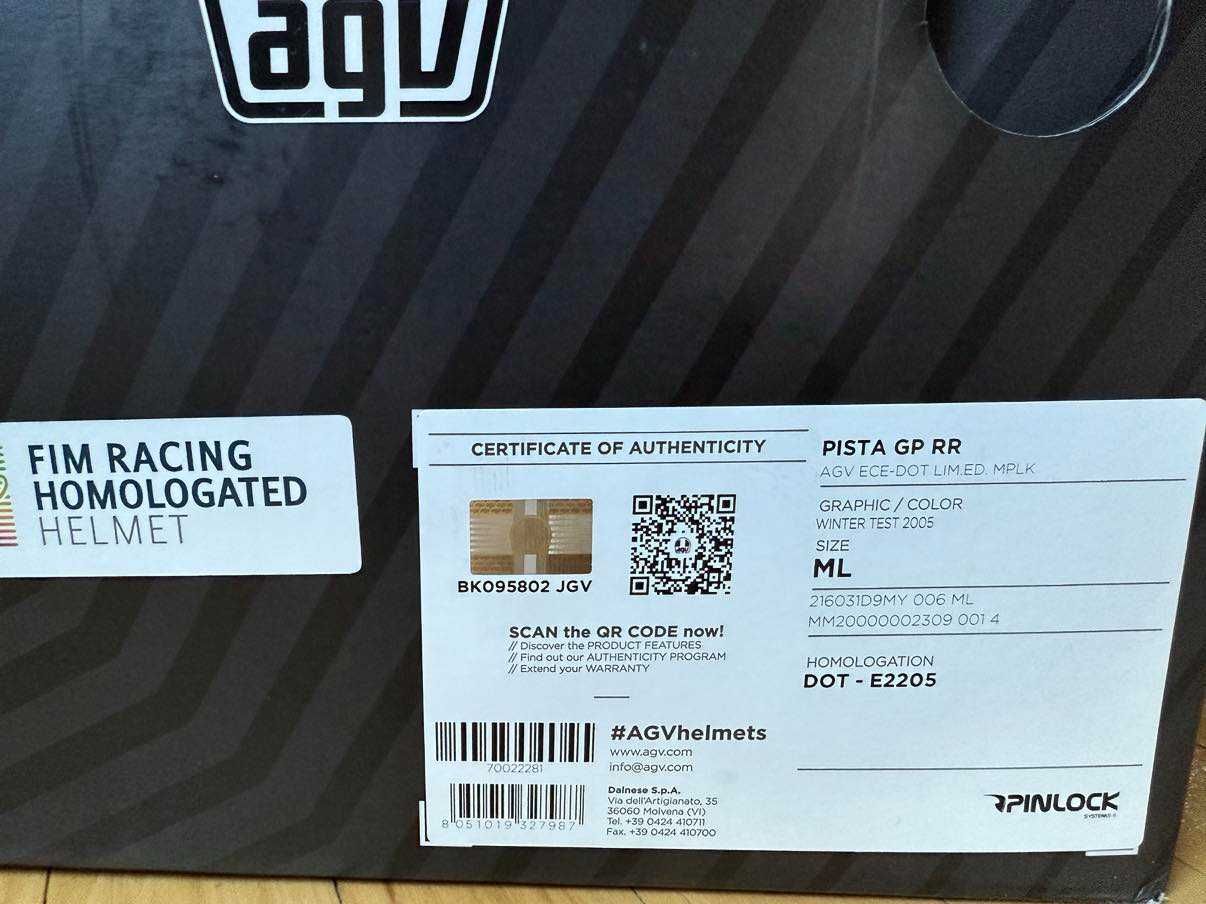 agv
FIM RACING
HOMOLOGATED
HELMET
CERTIFICATE OF AUTHENTICITY
BK095802 JGV
SCAN the QR CODE now!
// Discover the PRODUCT FEATURES
// Find out our AUTHENTICITY PROGRAM
// Extend your WARRANTY
70022281
8 051019 327987
#AGVhelmets
www.agv.com
info@agv.com
Dainese S.p.A.
Via dell'Artigianato, 35
36060 Molvena (VI)
Tel. +39 0424 410711
Fax. +39 0424 410700
PISTA GP RR
AGV ECE-DOT LIM.ED. MPLK
GRAPHIC / COLOR
WINTER TEST 2005
SIZE
ML
216031D9MY 006 ML
MM20000002309 001 4
HOMOLOGATION
DOT - E2205
PINLOCK
SYSTEMS